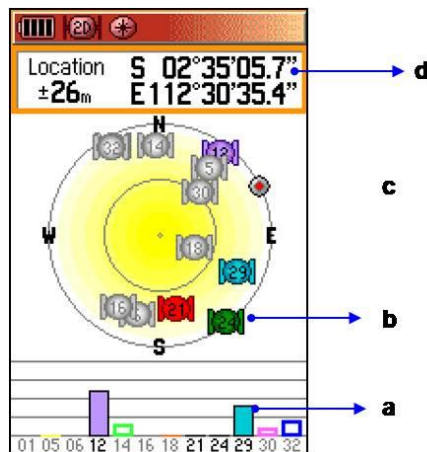 2D
Location S 02°35'05.7"
±26m E112°30'35.4"
d
N
32 14 12
5
30
c
W E
18
29
16 6 21 24
b
S
a
01 05 06 12 14 16 18 21 24 29 30 32